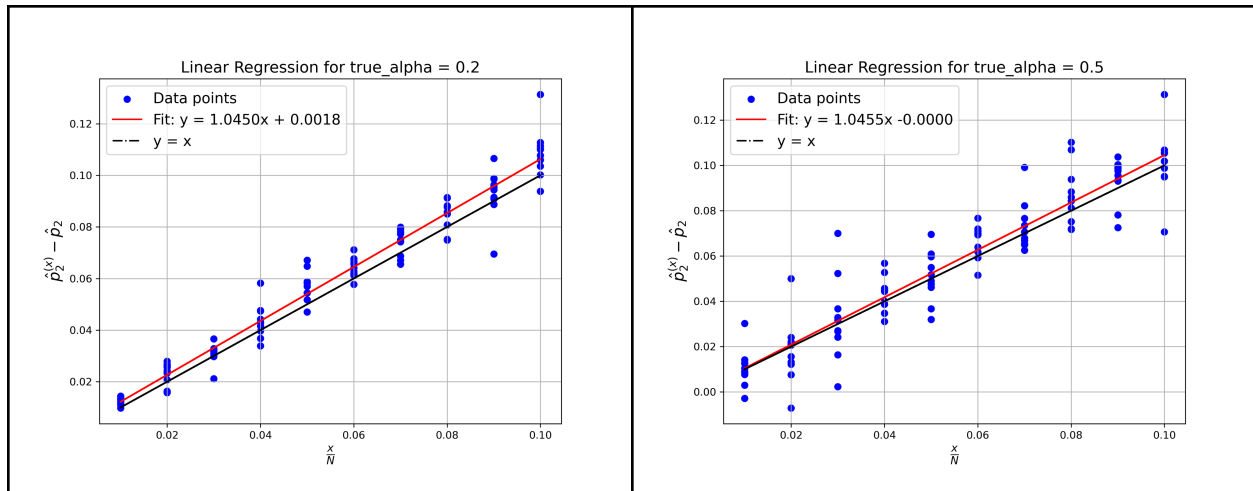 Linear Regression for true_alpha = 0.2
Data points
Fit: y = 1.0450x + 0.0018
y = x
0.12
0.10
0.08
0.06
0.04
0.02
p̂₂⁽ˣ⁾ − p̂₂
0.02 0.04 0.06 0.08 0.10
x/N
Linear Regression for true_alpha = 0.5
Data points
Fit: y = 1.0455x -0.0000
y = x
0.12
0.10
0.08
0.06
0.04
0.02
0.00
p̂₂⁽ˣ⁾ − p̂₂
0.02 0.04 0.06 0.08 0.10
x/N